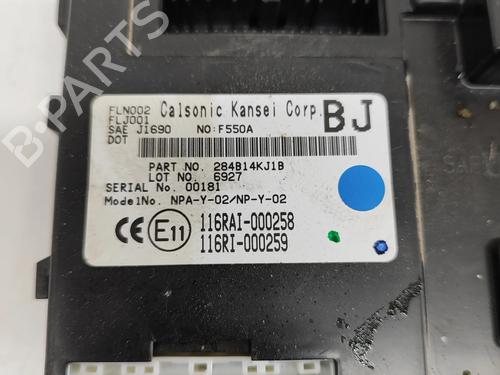 FLN002 Calsonic Kansei Corp.
FLJ001
BJ
SAE J1690 NO:F550A
DOT
PART NO. 284B14KJ1B
LOT NO. 6927
SERIAL No. 00181
ModelNo. NPA-Y-02/NP-Y-02
CE E11 116RAI-000258
116RI-000259
B-PARTS